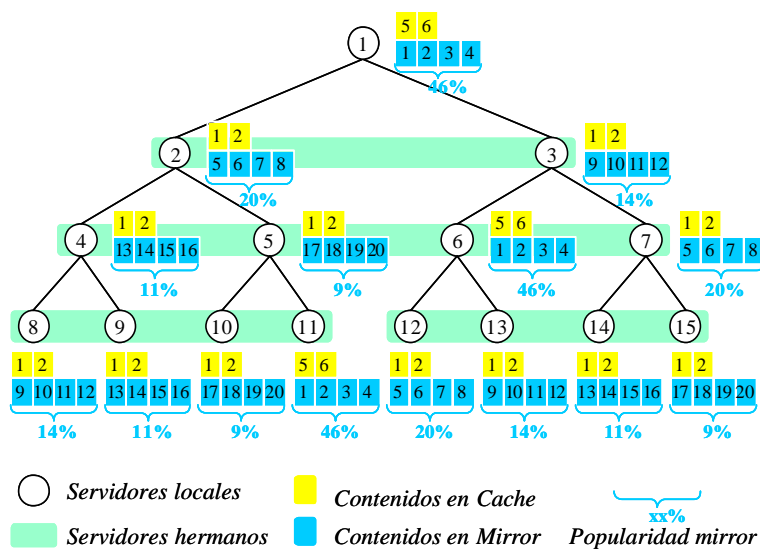 5 6
1
1 2 3 4
46%
1 2
1 2
2
5 6 7 8
3
9 10 11 12
20%
14%
1 2
1 2
5 6
1 2
4
13 14 15 16
5
17 18 19 20
6
1 2 3 4
7
5 6 7 8
11%
9%
46%
20%
8 9 10 11 12 13 14 15
1 2
1 2
1 2
5 6
1 2
1 2
1 2
1 2
9 10 11 12
13 14 15 16
17 18 19 20
1 2 3 4
5 6 7 8
9 10 11 12
13 14 15 16
17 18 19 20
14%
11%
9%
46%
20%
14%
11%
9%
Servidores locales
Contenidos en Cache
xx%
Servidores hermanos
Contenidos en Mirror
Popularidad mirror